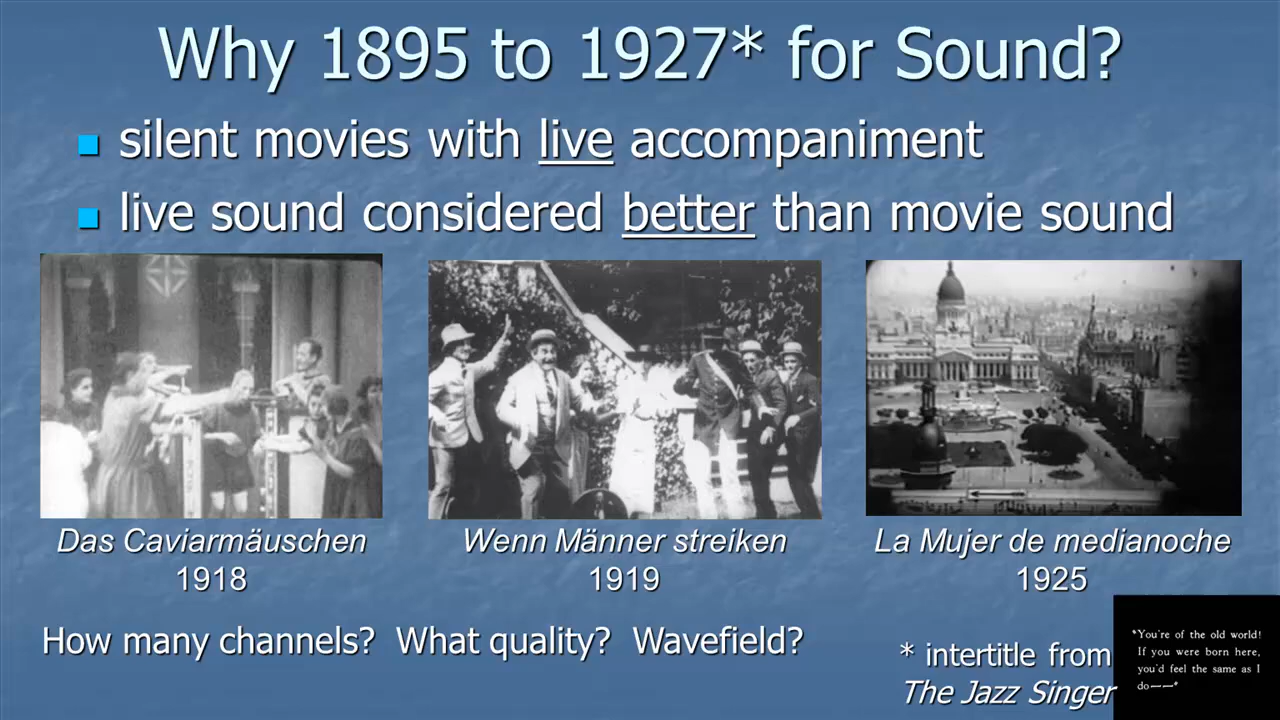 Why 1895 to 1927* for Sound?
silent movies with live accompaniment
live sound considered better than movie sound
Das Caviarmäuschen
1918
Wenn Männer streiken
1919
La Mujer de medianoche
1925
How many channels? What quality? Wavefield?
* intertitle from
The Jazz Singer
"You're of the old world!
If you were born here,
you'd feel the same as I
do——"